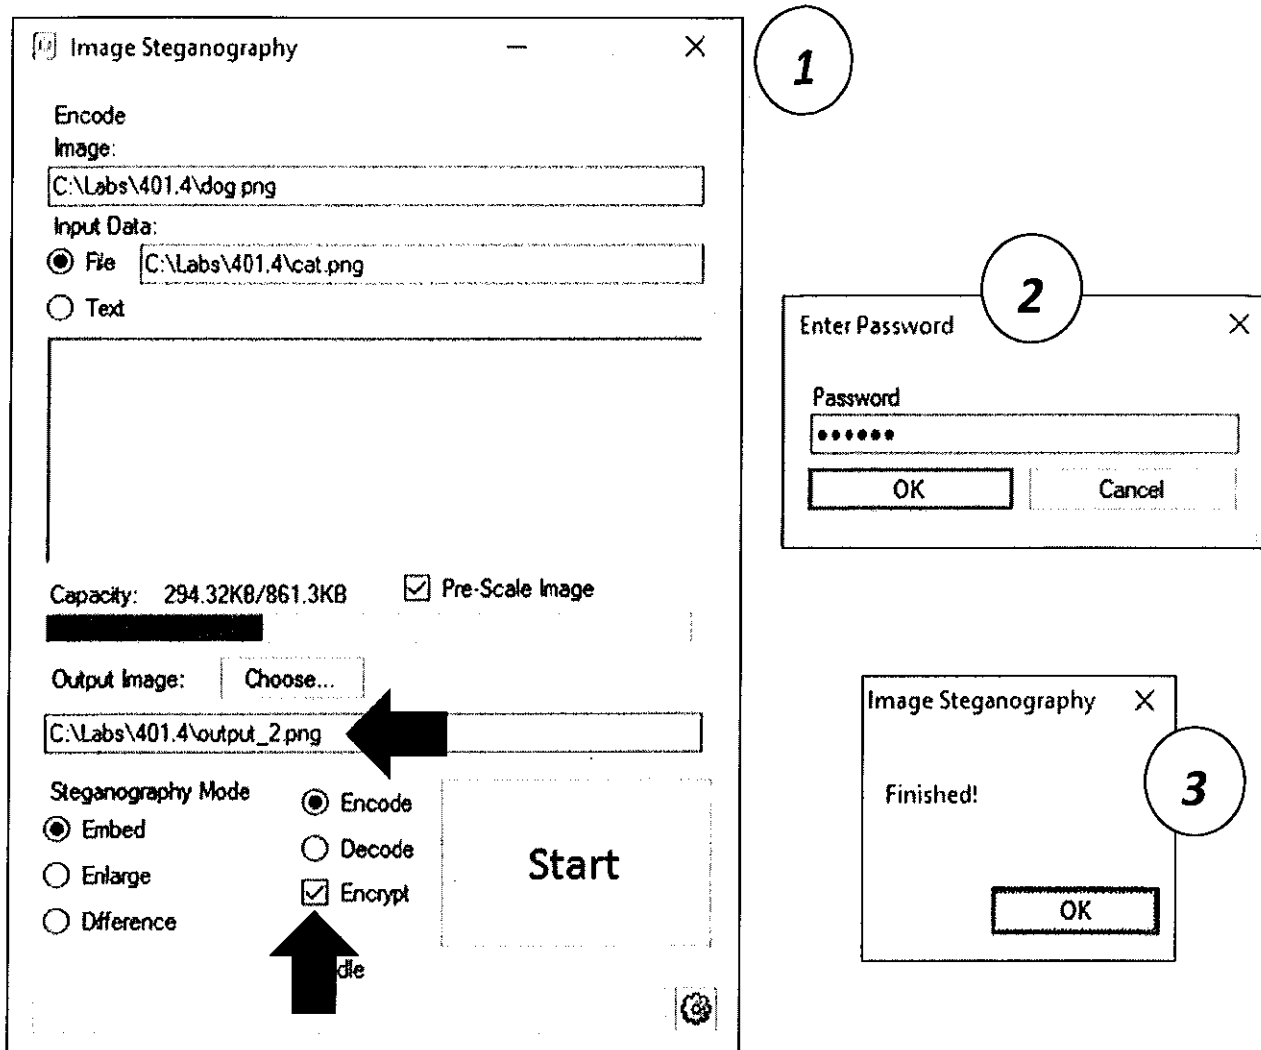 Image Steganography
1
Encode
Image:
C:\Labs\401.4\dog.png
Input Data:
File C:\Labs\401.4\cat.png
Text
Capacity: 294.32KB/861.3KB Pre-Scale Image
Output Image: Choose...
C:\Labs\401.4\output_2.png
Steganography Mode
Embed
Enlarge
Difference
Encode
Decode
Encrypt
Start
2
Enter Password
Password
OK Cancel
Image Steganography
3
Finished!
OK